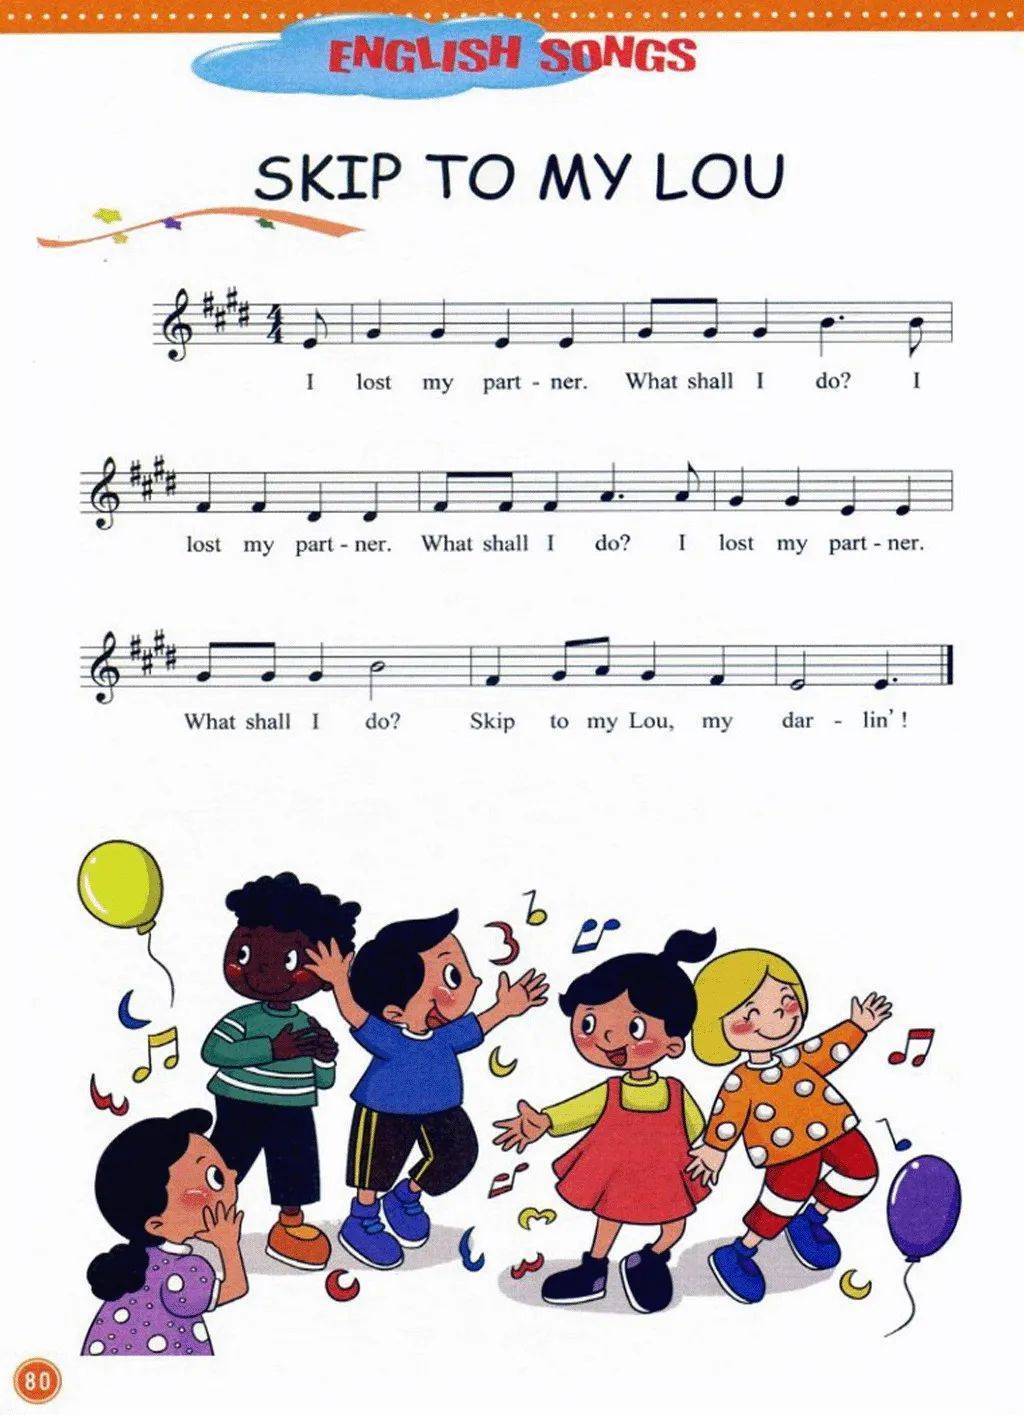 ENGLISH SONGS
SKIP TO MY LOU
4
4
I lost my part - ner. What shall I do? I
lost my part - ner. What shall I do? I lost my part - ner.
What shall I do? Skip to my Lou, my dar - lin' !
80